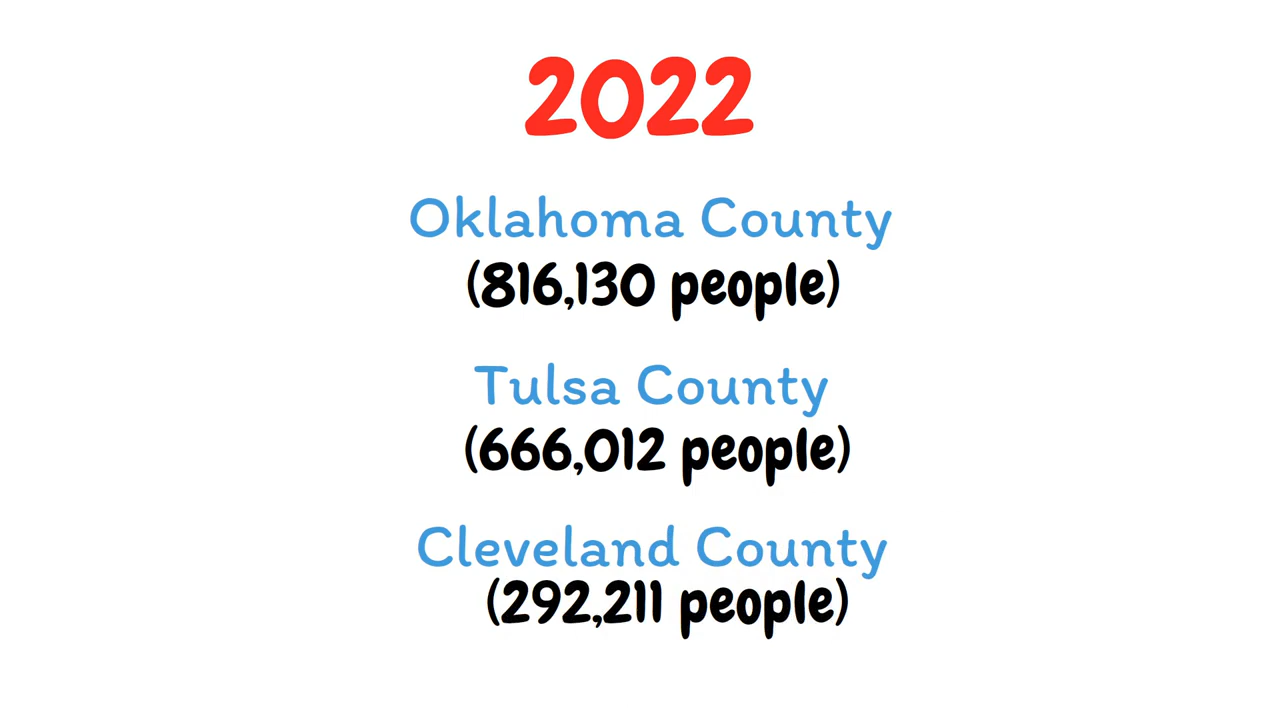 2022
Oklahoma County
(816,130 people)
Tulsa County
(666,012 people)
Cleveland County
(292,211 people)